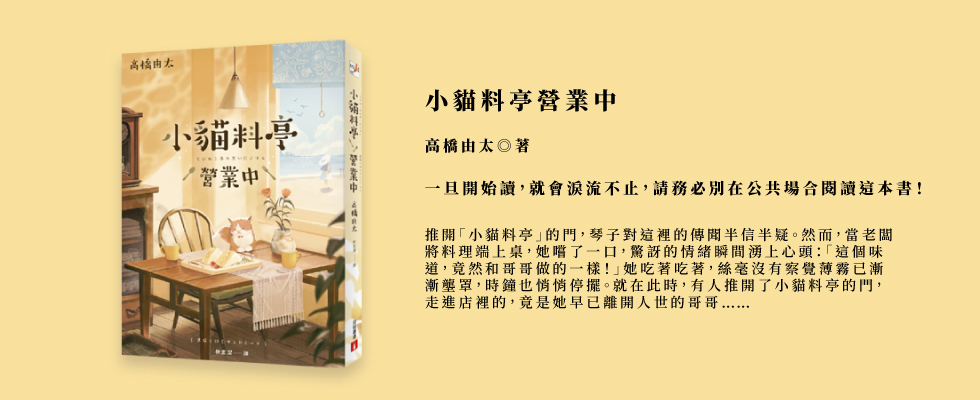 高橋由太
小貓料亭
營業中
小貓料亭
營業中
高橋由太
小貓料亭營業中
高橋由太◎著
一旦開始讀,就會淚流不止,請務必別在公共場合閱讀這本書!
推開「小貓料亭」的門,琴子對這裡的傳聞半信半疑。然而,當老闆
將料理端上桌,她嚐了一口,驚訝的情緒瞬間湧上心頭:「這個味
道,竟然和哥哥做的一樣!」她吃著吃著,絲毫沒有察覺薄霧已漸
漸壟罩,時鐘也悄悄停擺。就在此時,有人推開了小貓料亭的門,
走進店裡的,竟是她早已離開人世的哥哥……